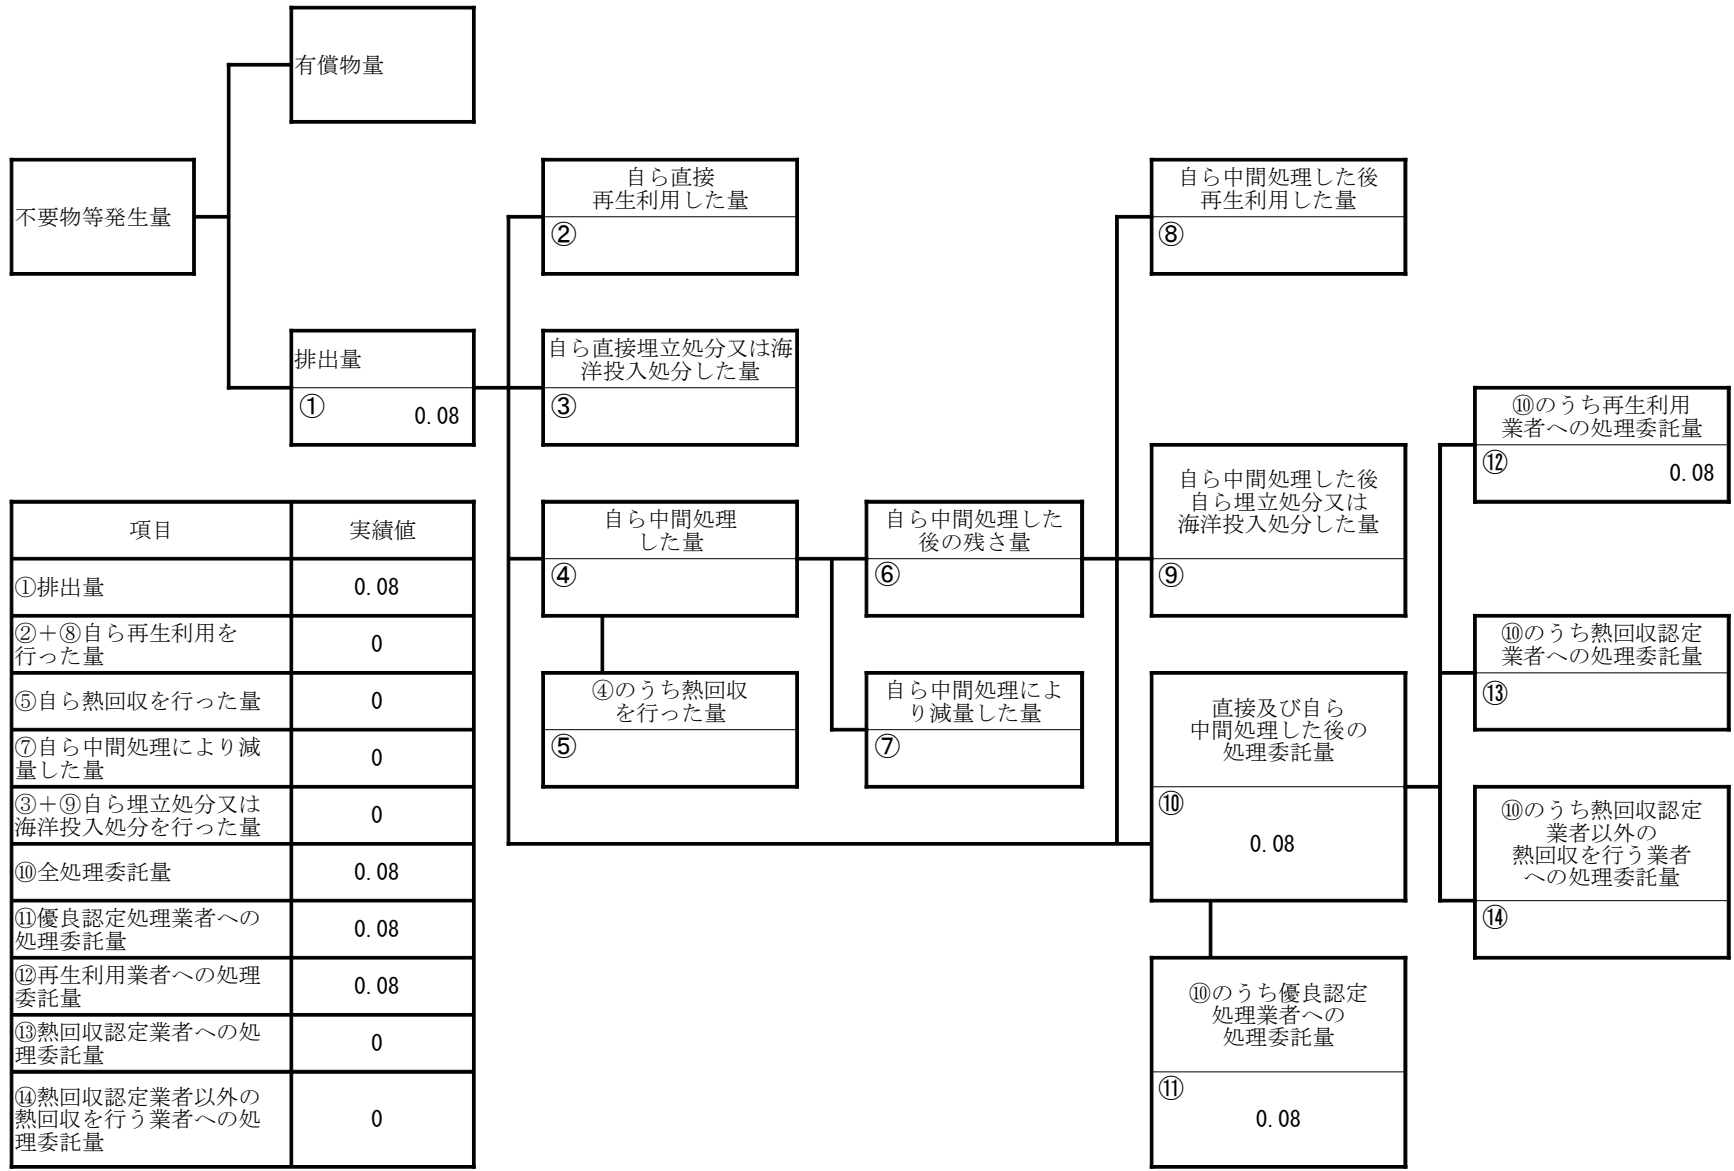 有償物量
不要物等発生量
自ら直接
再生利用した量
②
自ら中間処理した後
再生利用した量
⑧
排出量
①
0.08
自ら直接埋立処分又は海
洋投入処分した量
③
⑩のうち再生利用
業者への処理委託量
⑫
0.08
自ら中間処理
した量
④
自ら中間処理した
後の残さ量
⑥
自ら中間処理した後
自ら埋立処分又は
海洋投入処分した量
⑨
⑩のうち熱回収認定
業者への処理委託量
⑬
④のうち熱回収
を行った量
⑤
自ら中間処理によ
り減量した量
⑦
直接及び自ら
中間処理した後の
処理委託量
⑩
0.08
⑩のうち熱回収認定
業者以外の
熱回収を行う業者
への処理委託量
⑭
⑩のうち優良認定
処理業者への
処理委託量
⑪
0.08
項目 実績値
①排出量 0.08
②＋⑧自ら再生利用を
行った量 0
⑤自ら熱回収を行った量 0
⑦自ら中間処理により減
量した量 0
③＋⑨自ら埋立処分又は
海洋投入処分を行った量 0
⑩全処理委託量 0.08
⑪優良認定処理業者への
処理委託量 0.08
⑫再生利用業者への処理
委託量 0.08
⑬熱回収認定業者への処
理委託量 0
⑭熱回収認定業者以外の
熱回収を行う業者への処
理委託量 0